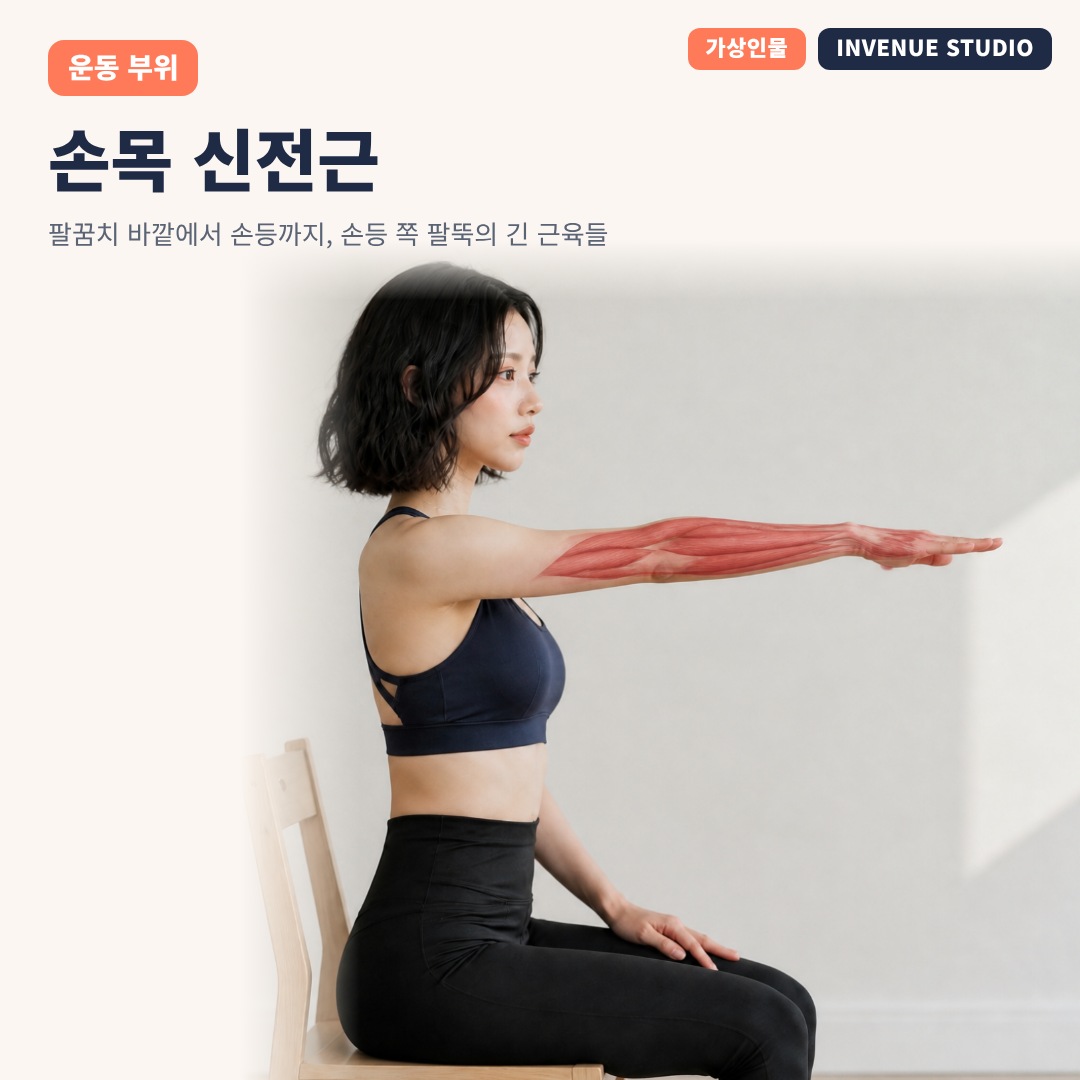 운동 부위
가상인물
INVENUE STUDIO
손목 신전근
팔꿈치 바깥에서 손등까지, 손등 쪽 팔뚝의 긴 근육들